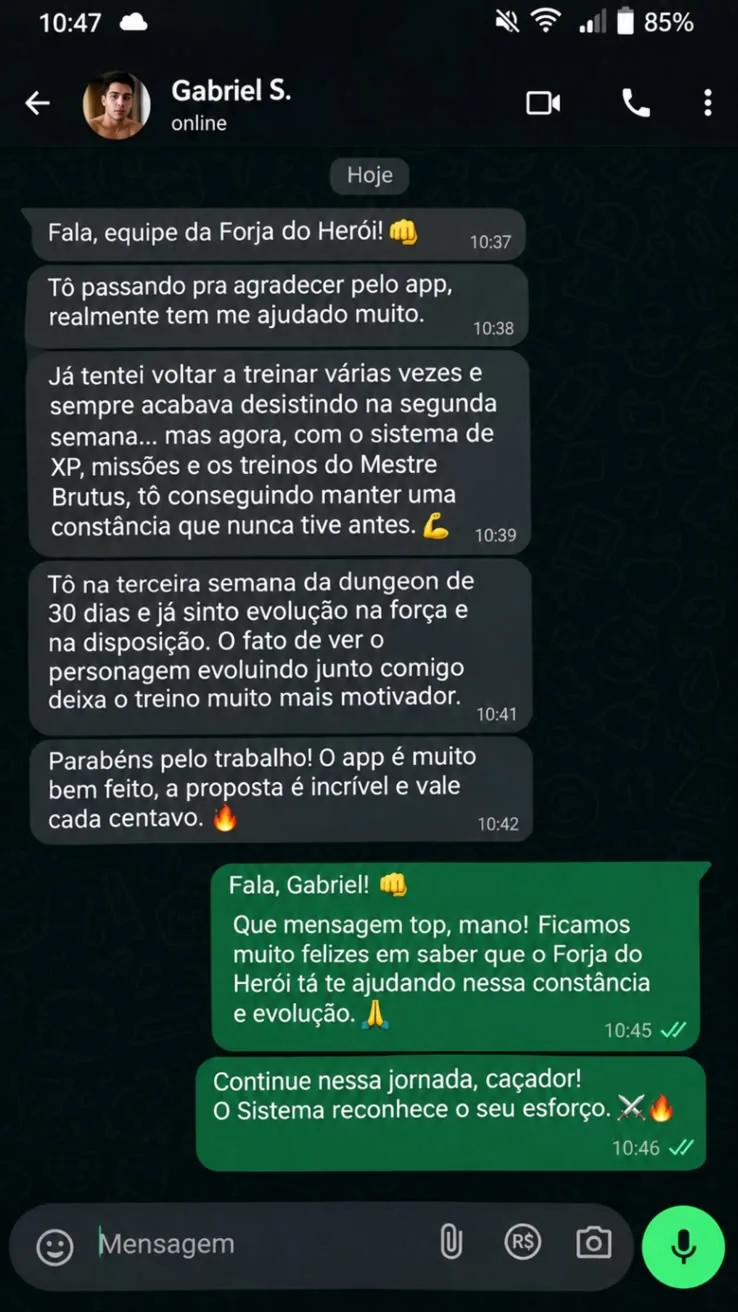 10:47
85%
Gabriel S.
online
Hoje
Fala, equipe da Forja do Herói! 👊
10:37
Tô passando pra agradecer pelo app,
realmente tem me ajudado muito.
10:38
Já tentei voltar a treinar várias vezes e
sempre acabava desistindo na segunda
semana... mas agora, com o sistema de
XP, missões e os treinos do Mestre
Brutus, tô conseguindo manter uma
constância que nunca tive antes. 💪
10:39
Tô na terceira semana da dungeon de
30 dias e já sinto evolução na força e
na disposição. O fato de ver o
personagem evoluindo junto comigo
deixa o treino muito mais motivador.
10:41
Parabéns pelo trabalho! O app é muito
bem feito, a proposta é incrível e vale
cada centavo. 🔥
10:42
Fala, Gabriel! 👊
Que mensagem top, mano! Ficamos
muito felizes em saber que o Forja do
Herói tá te ajudando nessa constância
e evolução. 🙏
10:45
Continue nessa jornada, caçador!
O Sistema reconhece o seu esforço. ⚔️🔥
10:46
Mensagem
R$